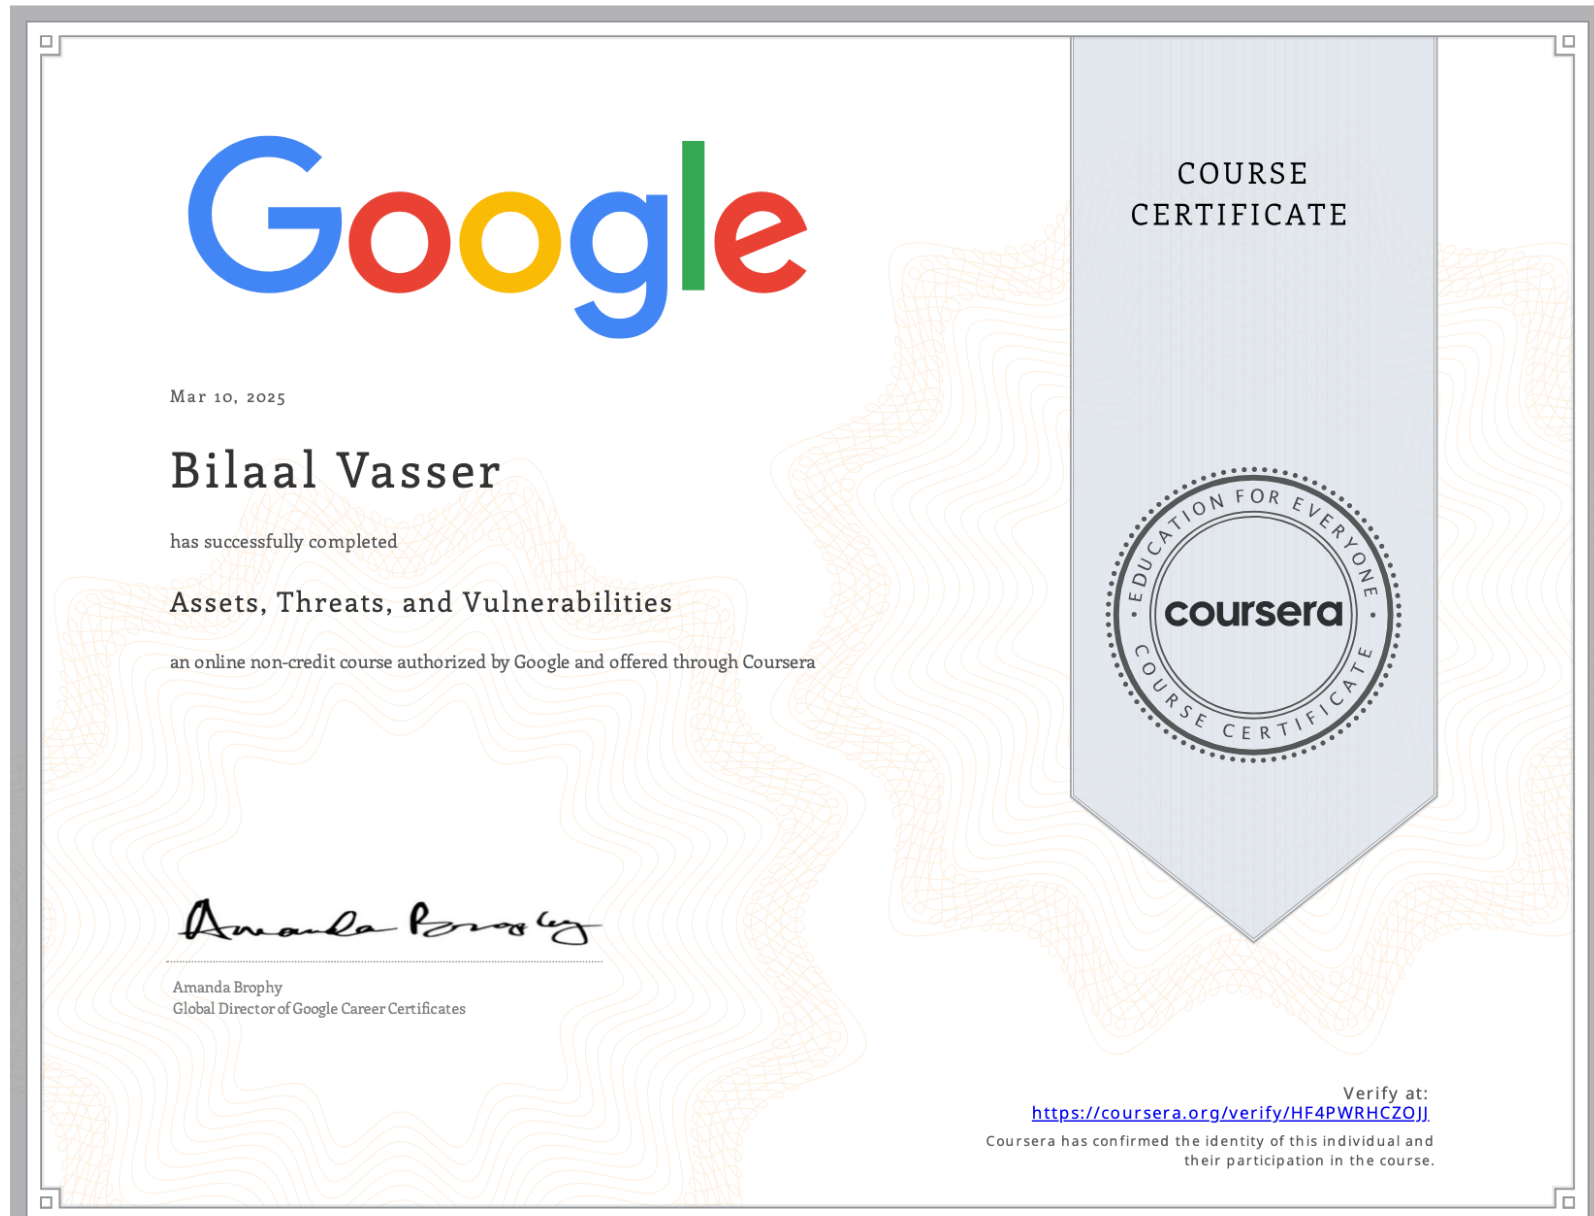 Google
COURSE
CERTIFICATE
Mar 10, 2025
Bilaal Vasser
has successfully completed
Assets, Threats, and Vulnerabilities
an online non-credit course authorized by Google and offered through Coursera
EDUCATION FOR EVERYONE
coursera
COURSE CERTIFICATE
Amanda Brophy
Amanda Brophy
Global Director of Google Career Certificates
Verify at:
https://coursera.org/verify/HF4PWRHCZOJJ
Coursera has confirmed the identity of this individual and
their participation in the course.